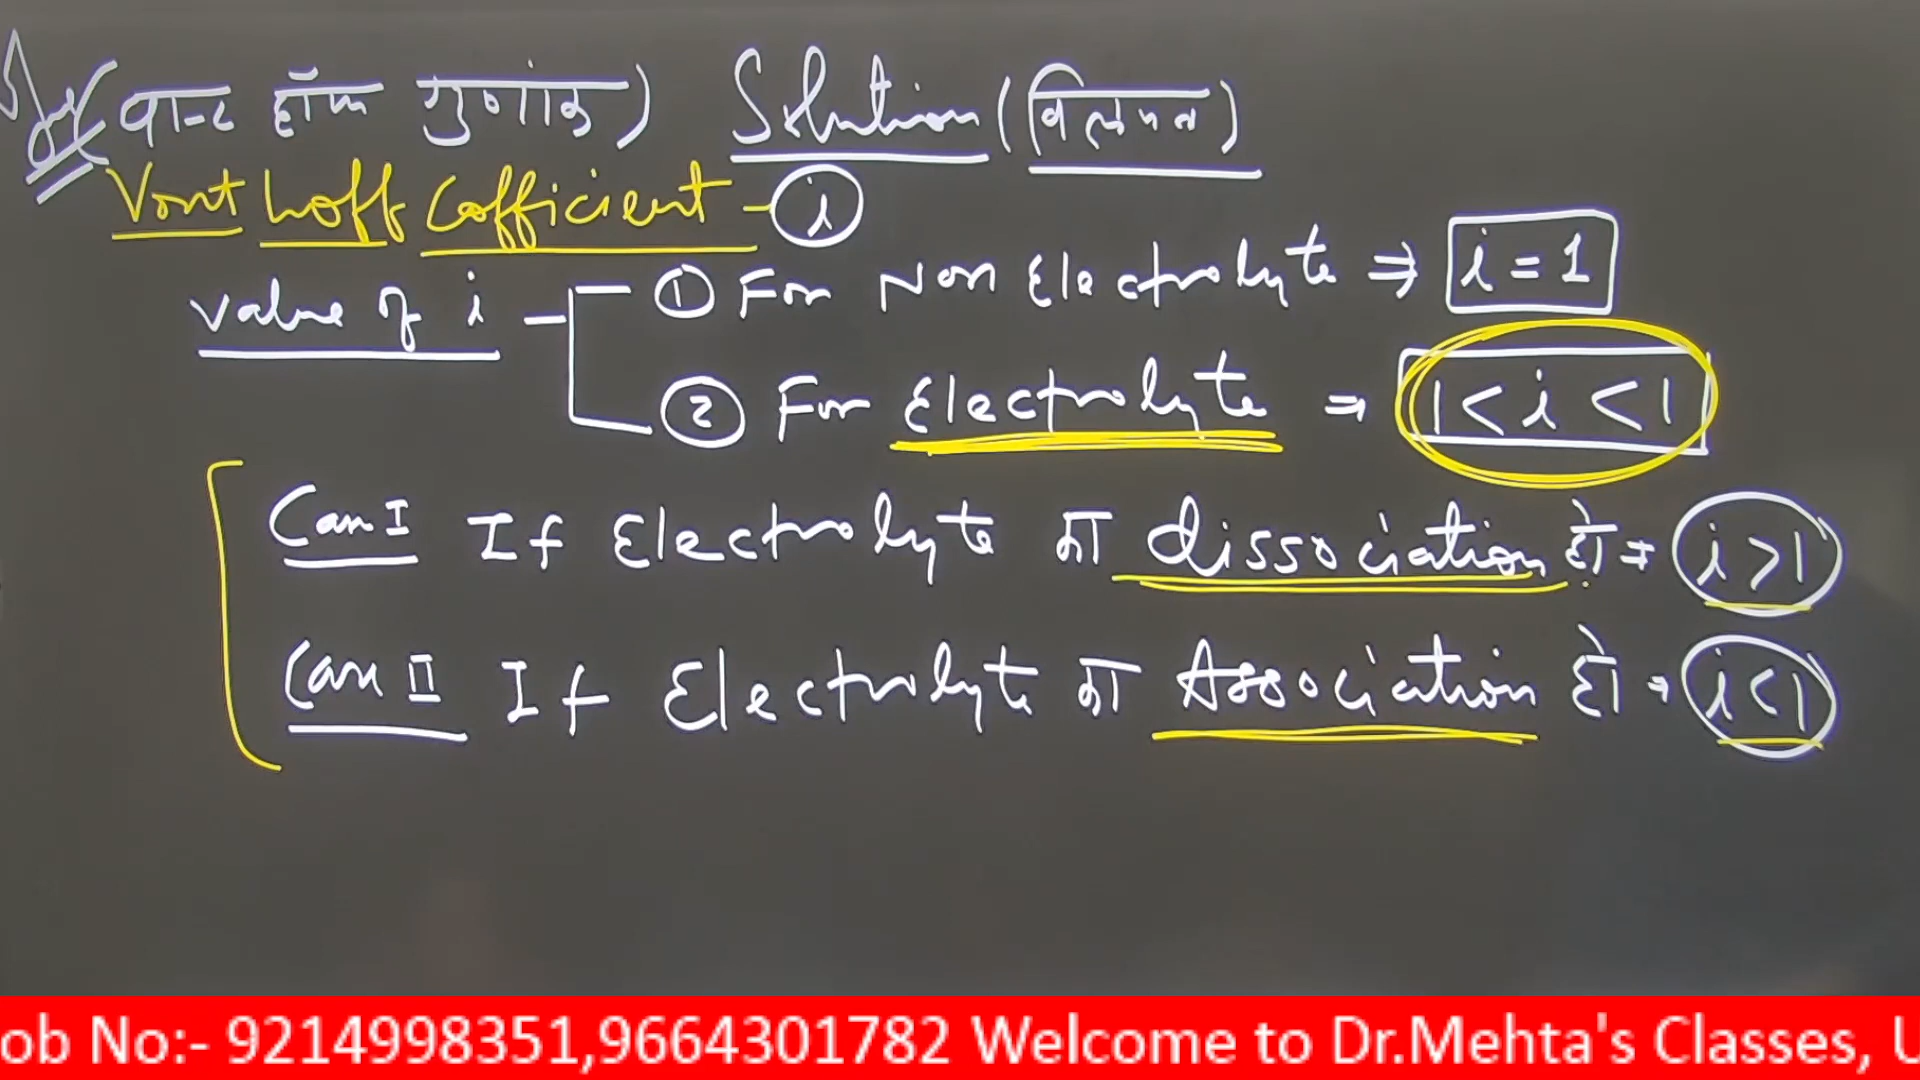 (वान्ट हॉफ गुणांक) Solution (विलयन)
Vont hoff Cofficient - i
value of i - ① For Non Electrolyte ⇒ i = 1
② For Electrolyte ⇒ 1 < i < 1
Case I If Electrolyte का dissociation हो ⇒ i > 1
Case II If Electrolyte का Association हो ⇒ i < 1
ob No:- 9214998351,9664301782 Welcome to Dr.Mehta's Classes, U